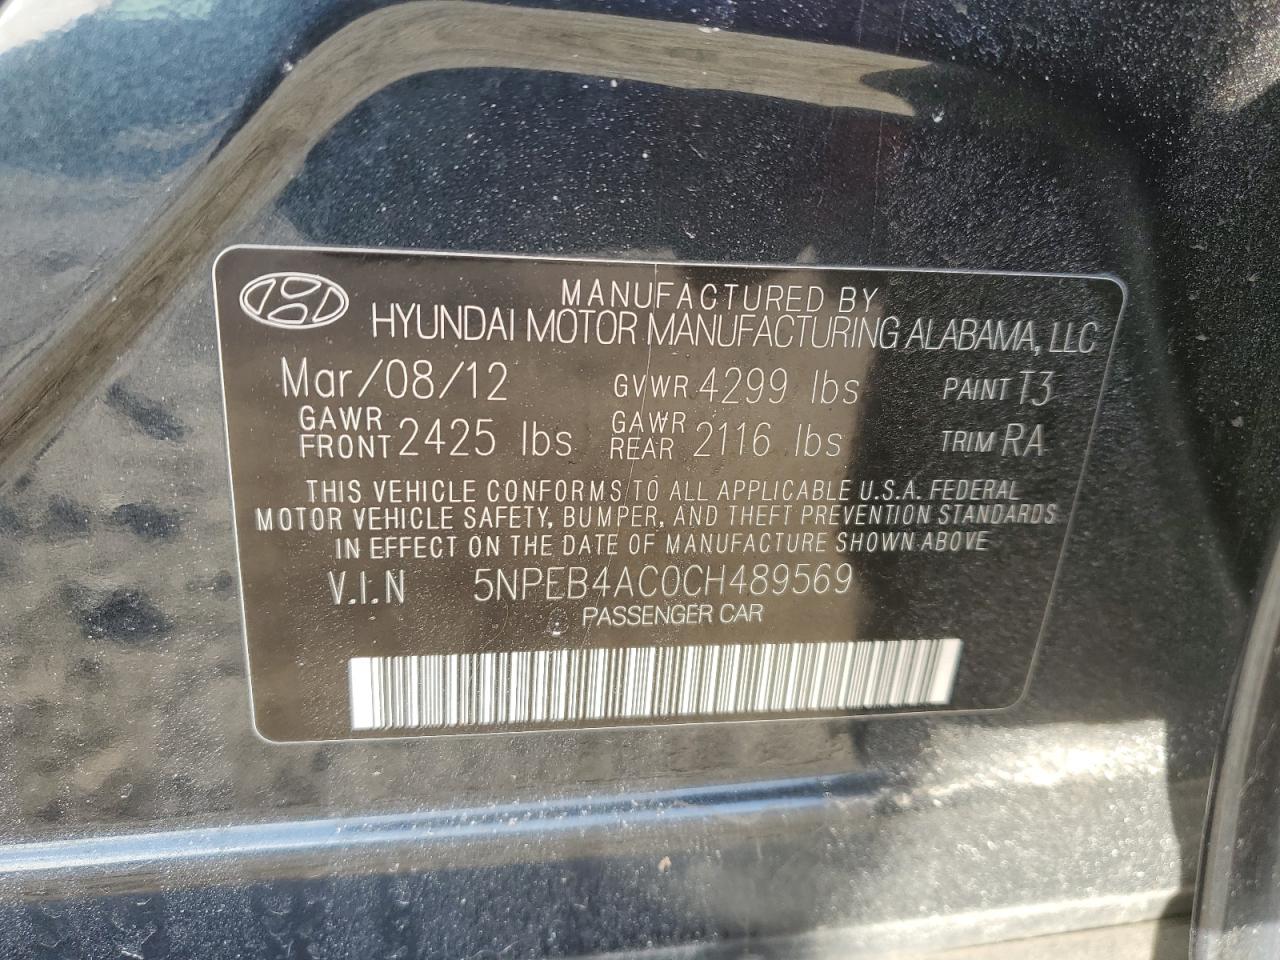 MANUFACTURED BY
HYUNDAI MOTOR MANUFACTURING ALABAMA, LLC
Mar/08/12 GVWR 4299 lbs PAINT T3
GAWR FRONT 2425 lbs GAWR REAR 2116 lbs TRIM RA
THIS VEHICLE CONFORMS TO ALL APPLICABLE U.S.A. FEDERAL
MOTOR VEHICLE SAFETY, BUMPER, AND THEFT PREVENTION STANDARDS
IN EFFECT ON THE DATE OF MANUFACTURE SHOWN ABOVE
V.I.N 5NPEB4AC0CH489569
PASSENGER CAR